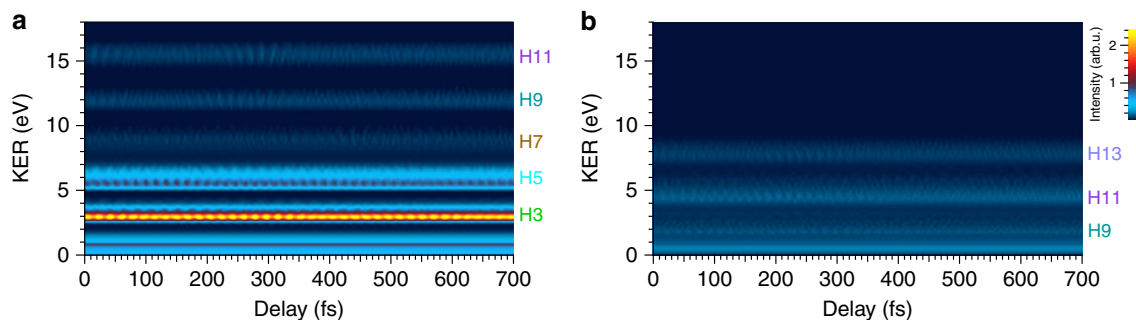 a
KER (eV)
15
10
5
0
H11
H9
H7
H5
H3
0 100 200 300 400 500 600 700
Delay (fs)
b
KER (eV)
15
10
5
0
H13
H11
H9
0 100 200 300 400 500 600 700
Delay (fs)
Intensity (arb.u.)
2
1